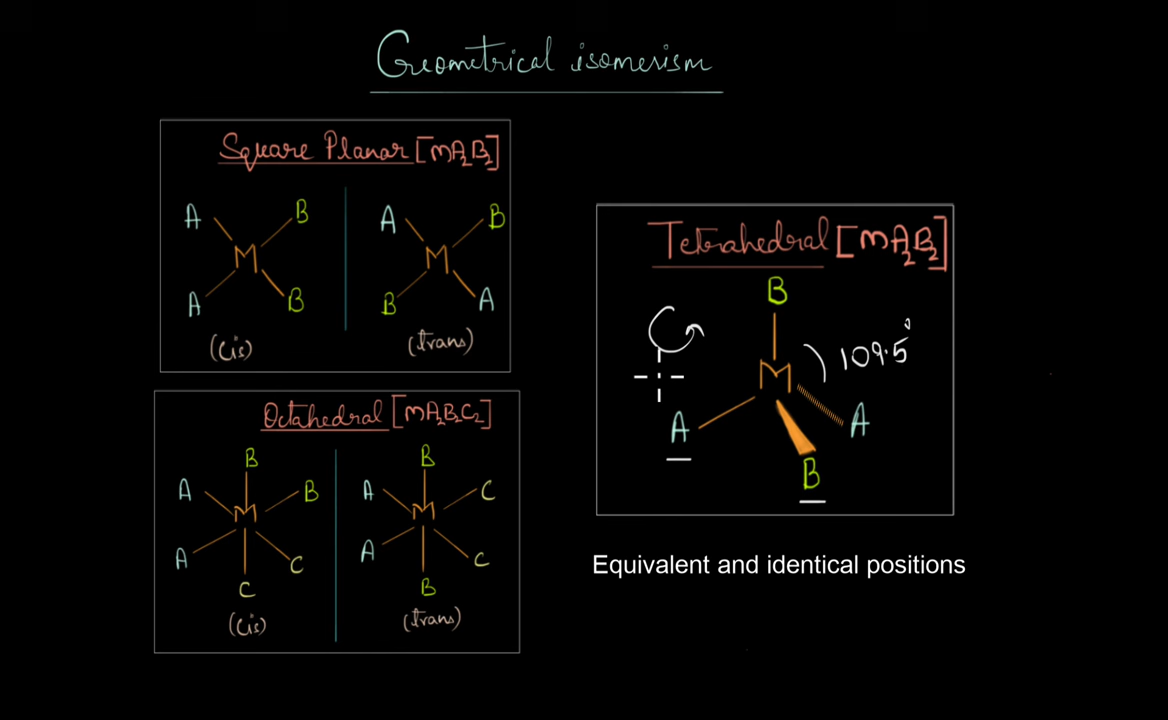 Geometrical isomerism
Square Planar [MA₂B₂]
A B A B
M M
A B B A
(Cis) (trans)
Octahedral [MA₂B₂C₂]
B B
A B A C
M M
A C A C
C B
(Cis) (trans)
Tetrahedral [MA₂B₂]
B
109.5°
M
A A
B
Equivalent and identical positions